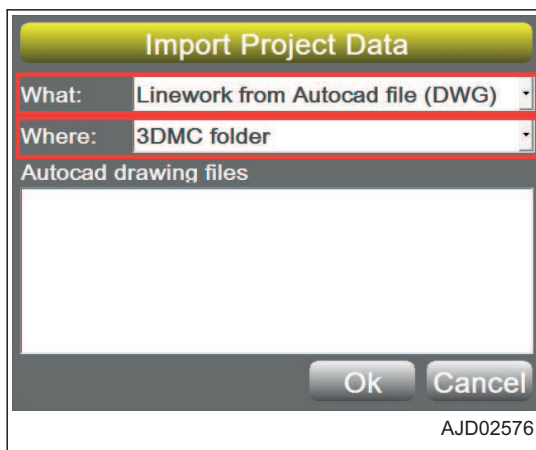 Import Project Data
What: Linework from Autocad file (DWG)
Where: 3DMC folder
Autocad drawing files
Ok Cancel
AJD02576